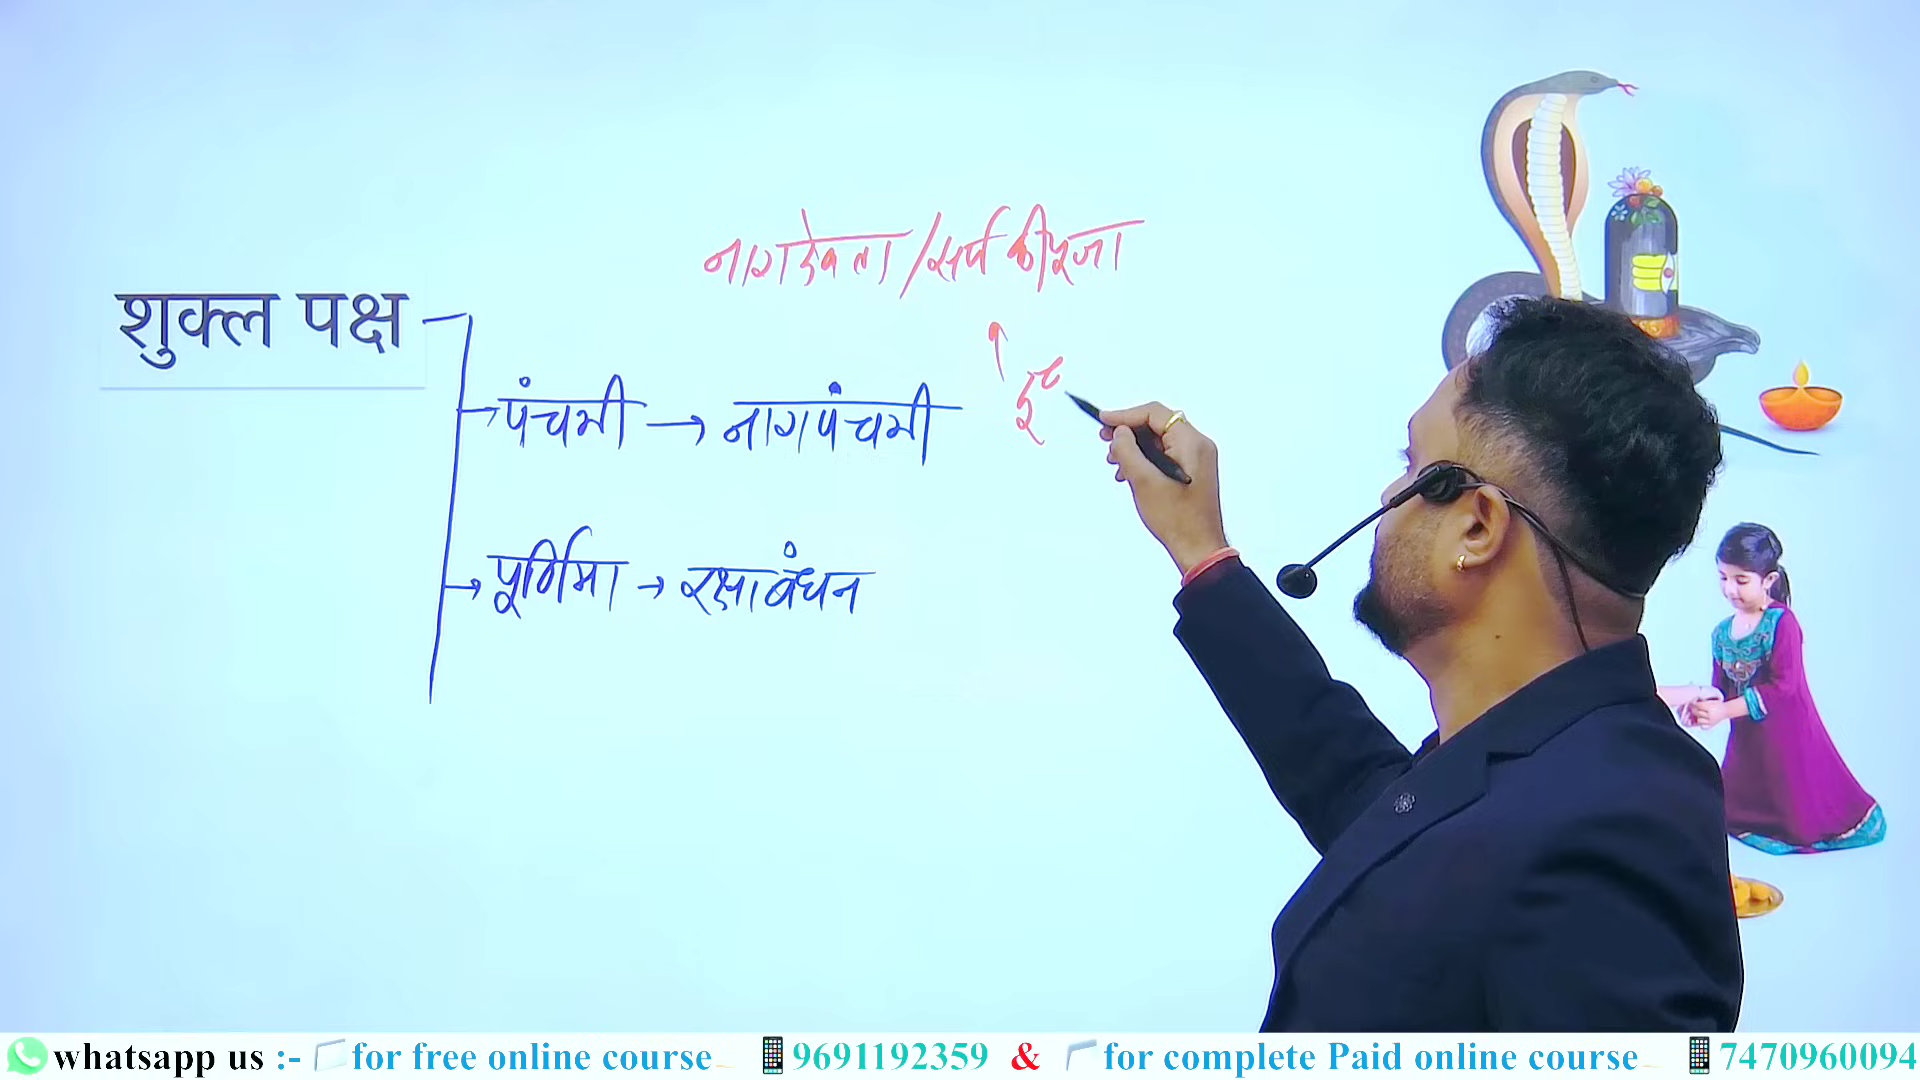 नागदेवता/सर्प की पूजा
शुक्ल पक्ष
पंचमी → नागपंचमी
पूर्णिमा → रक्षाबंधन
whatsapp us :- for free online course 9691192359 & for complete Paid online course 7470960094